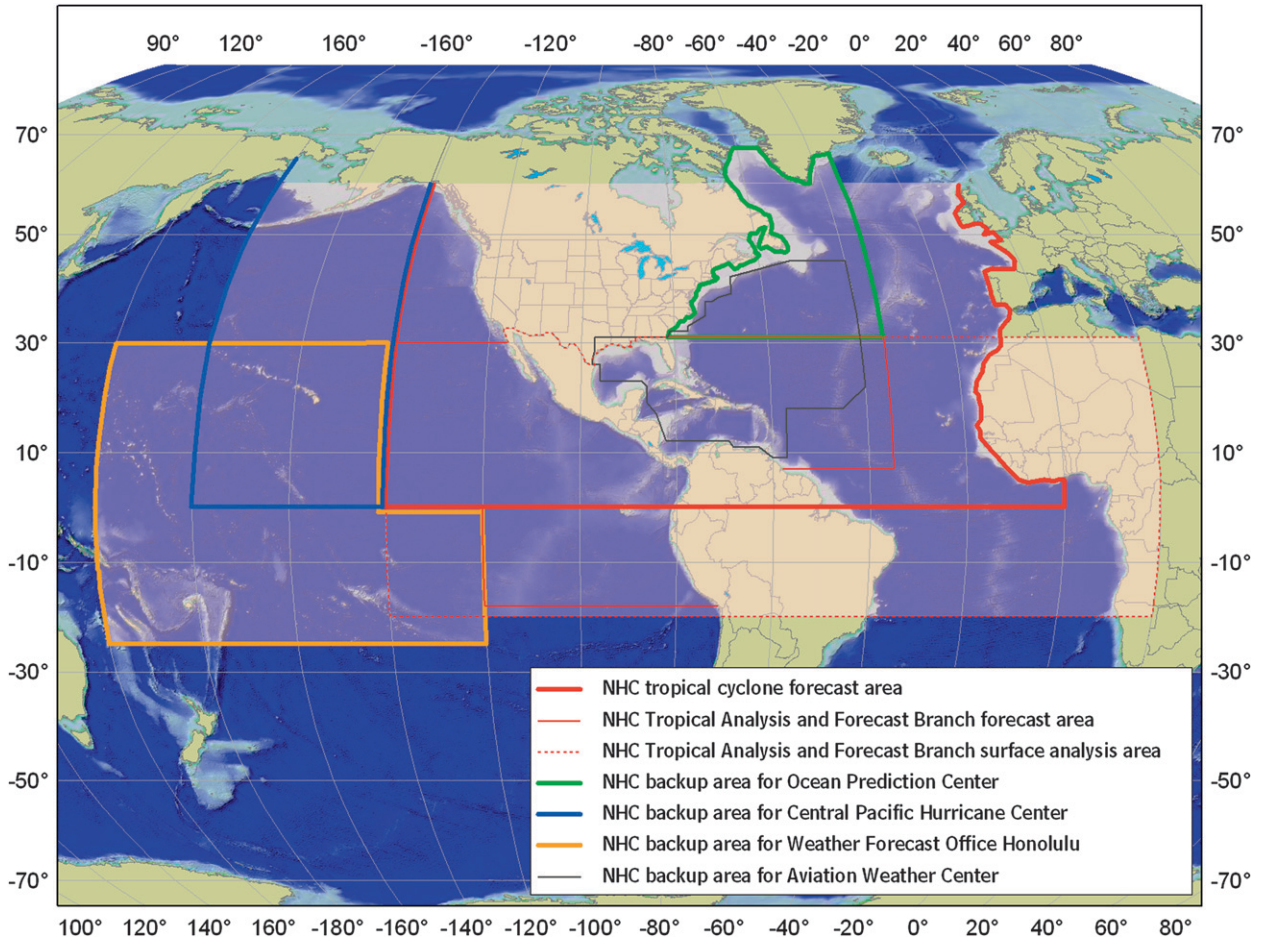 90° 120° 160° -160° -120° -80° -60° -40° -20° 0° 20° 40° 60° 80°
70° 70°
50° 50°
30° 30°
10° 10°
-10° -10°
-30° -30°
NHC tropical cyclone forecast area
NHC Tropical Analysis and Forecast Branch forecast area
NHC Tropical Analysis and Forecast Branch surface analysis area
-50° -50°
NHC backup area for Ocean Prediction Center
NHC backup area for Central Pacific Hurricane Center
NHC backup area for Weather Forecast Office Honolulu
-70° -70°
NHC backup area for Aviation Weather Center
100° 120° 140° 160° -180° -160° -140° -120° -100° -80° -60° -40° -20° 0° 20° 40° 60° 80°